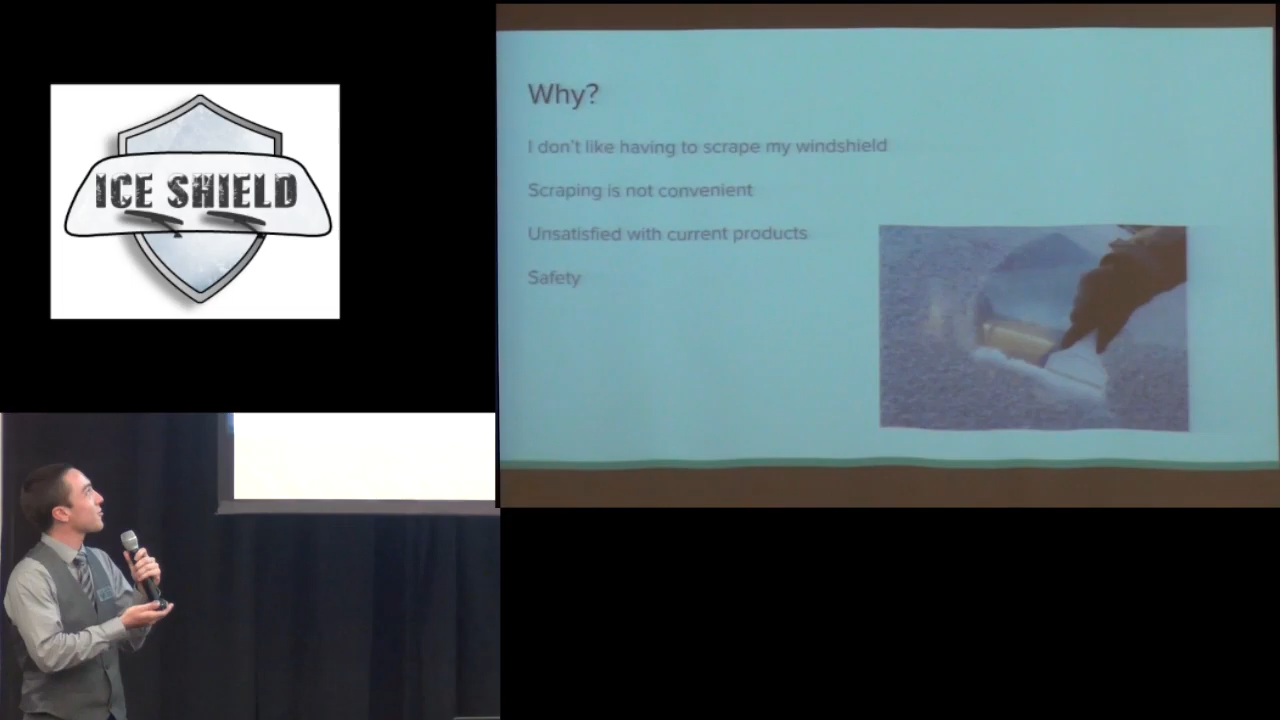 ICE SHIELD
Why?
I don't like having to scrape my windshield
Scraping is not convenient
Unsatisfied with current products
Safety